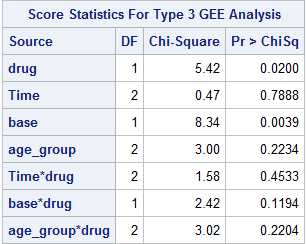 Score Statistics For Type 3 GEE Analysis
Source DF Chi-Square Pr > ChiSq
drug 1 5.42 0.0200
Time 2 0.47 0.7888
base 1 8.34 0.0039
age_group 2 3.00 0.2234
Time*drug 2 1.58 0.4533
base*drug 1 2.42 0.1194
age_group*drug 2 3.02 0.2204